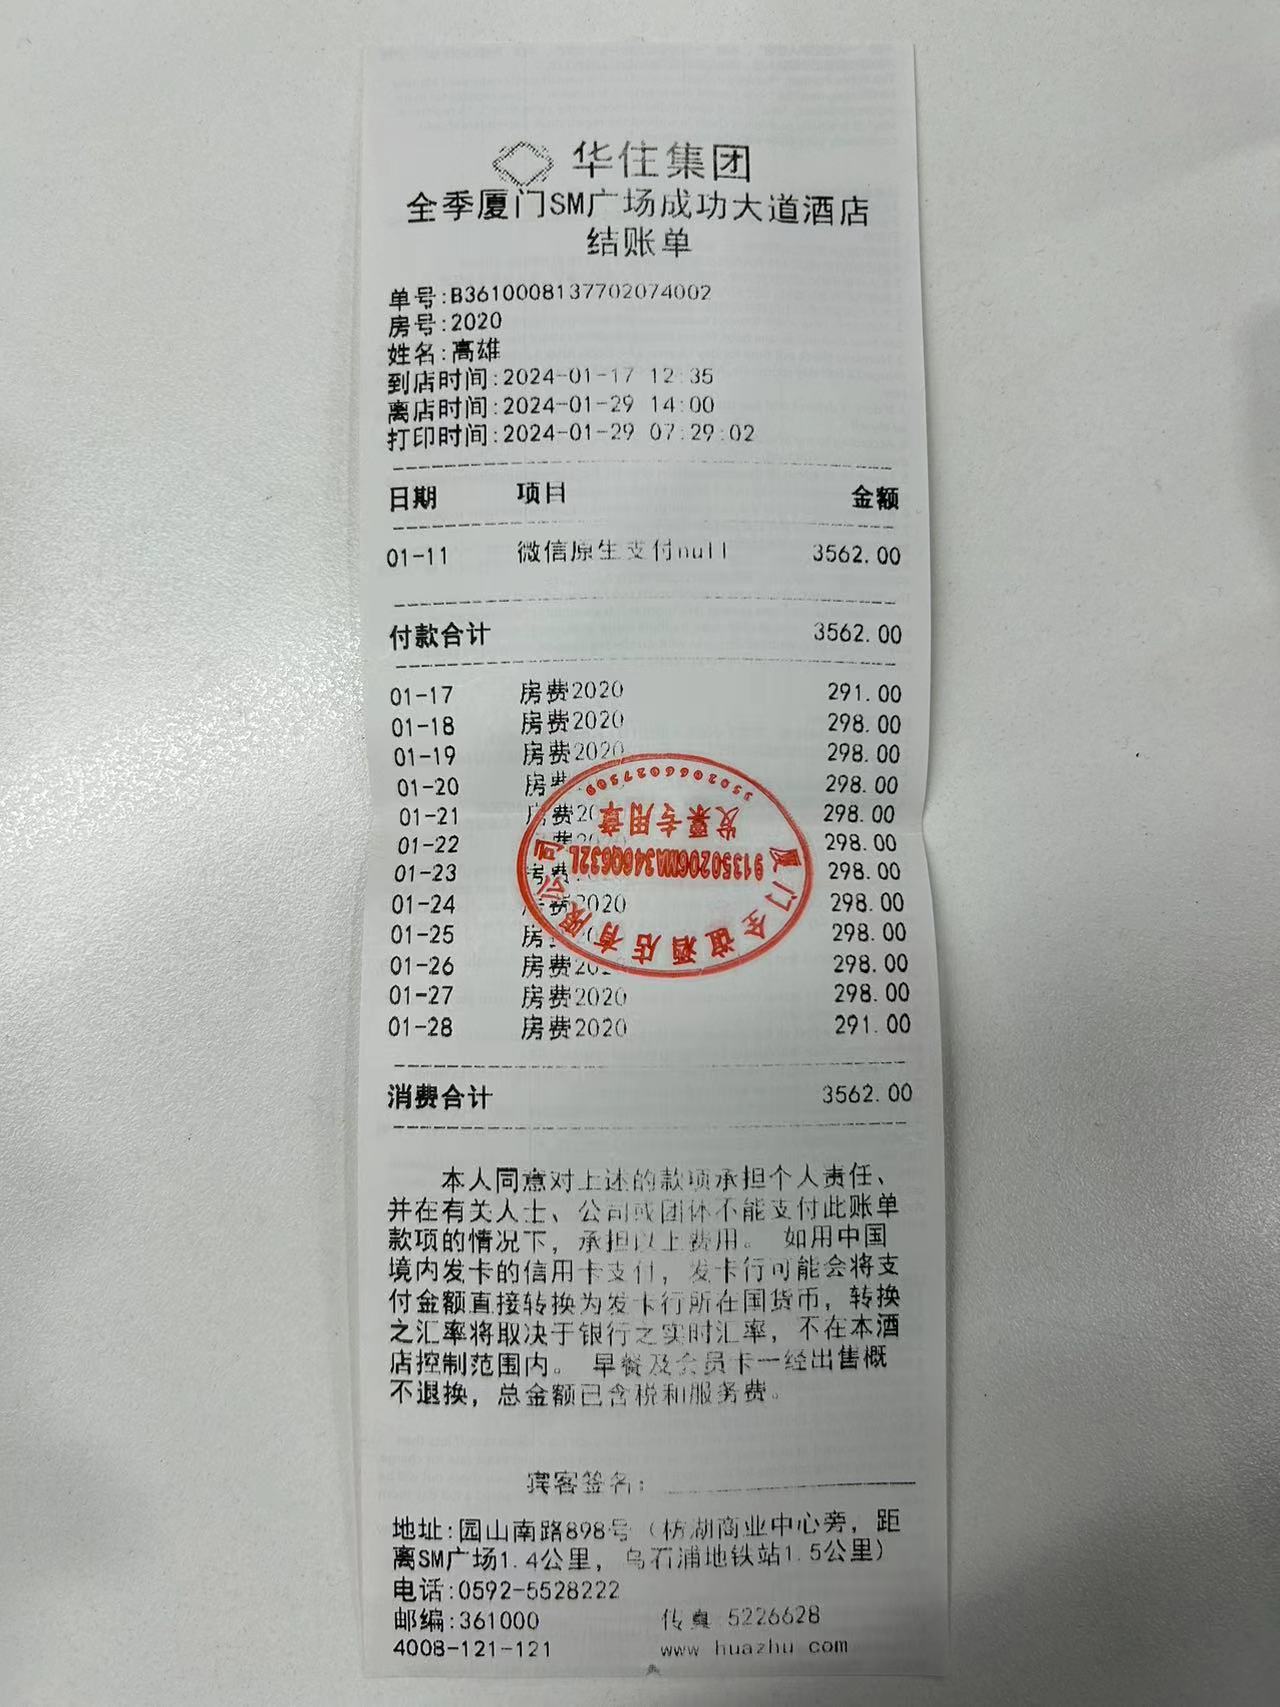 华住集团
全季厦门SM广场成功大道酒店
结账单
单号:B3610008137702074002
房号:2020
姓名:高雄
到店时间:2024-01-17 12:35
离店时间:2024-01-29 14:00
打印时间:2024-01-29 07:29:02
日期 项目 金额
01-11 微信原生支付null 3562.00
付款合计 3562.00
01-17 房费2020 291.00
01-18 房费2020 298.00
01-19 房费2020 298.00
01-20 房费 298.00
01-21 房费20 298.00
01-22 房费20 298.00
01-23 房费 298.00
01-24 房费2020 298.00
01-25 房费 298.00
01-26 房费202 298.00
01-27 房费2020 298.00
01-28 房费2020 291.00
厦门全谊酒店有限公司
91350206MA346Q632L
发票专用章
消费合计 3562.00
本人同意对上述的款项承担个人责任、
并在有关人士、公司或团体不能支付此账单
款项的情况下，承担以上费用。 如用中国
境内发卡的信用卡支付，发卡行可能会将支
付金额直接转换为发卡行所在国货币，转换
之汇率将取决于银行之实时汇率，不在本酒
店控制范围内。 早餐及会员卡一经出售概
不退换，总金额已含税和服务费。
宾客签名:
地址:园山南路898号（枋湖商业中心旁，距
离SM广场1.4公里，乌石浦地铁站1.5公里）
电话:0592-5528222
邮编:361000 传真:5226628
4008-121-121 www.huazhu.com